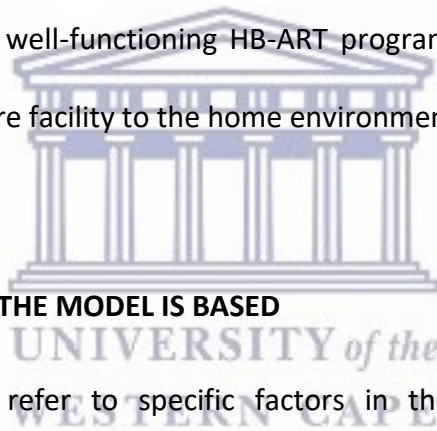 well-functioning HB-ART program
re facility to the home environmen
THE MODEL IS BASED
UNIVERSITY of the
refer to specific factors in th
WESTERN CAPE